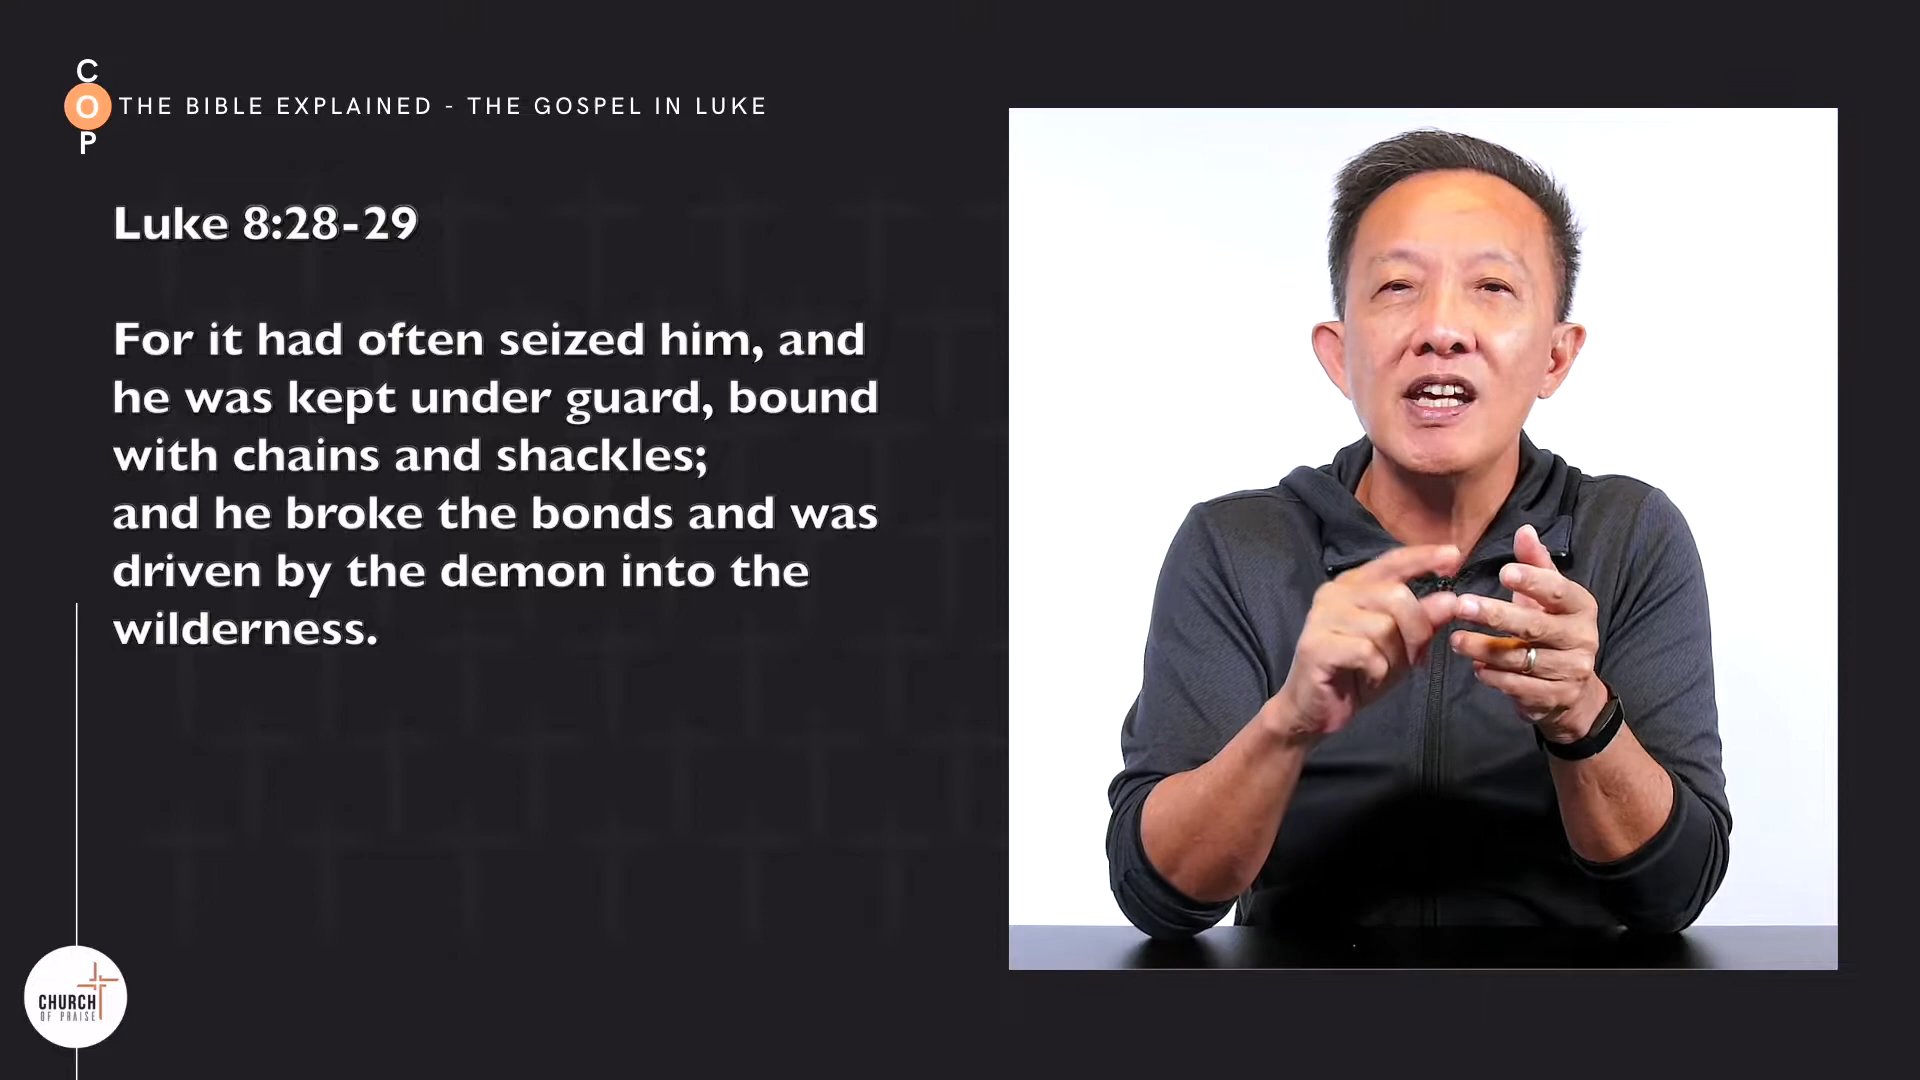 C
O
P
THE BIBLE EXPLAINED - THE GOSPEL IN LUKE
Luke 8:28-29
For it had often seized him, and
he was kept under guard, bound
with chains and shackles;
and he broke the bonds and was
driven by the demon into the
wilderness.
CHURCH
OF PRAISE